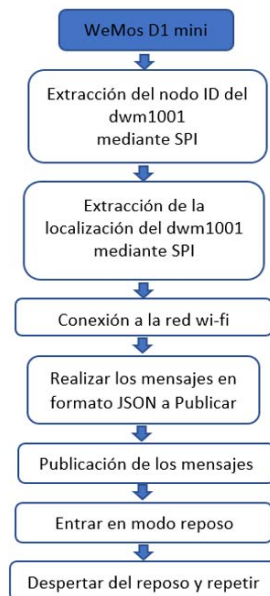 WeMos D1 mini
Extracción del nodo ID del
dwm1001
mediante SPI
Extracción de la
localización del dwm1001
mediante SPI
Conexión a la red wi-fi
Realizar los mensajes en
formato JSON a Publicar
Publicación de los mensajes
Entrar en modo reposo
Despertar del reposo y repetir